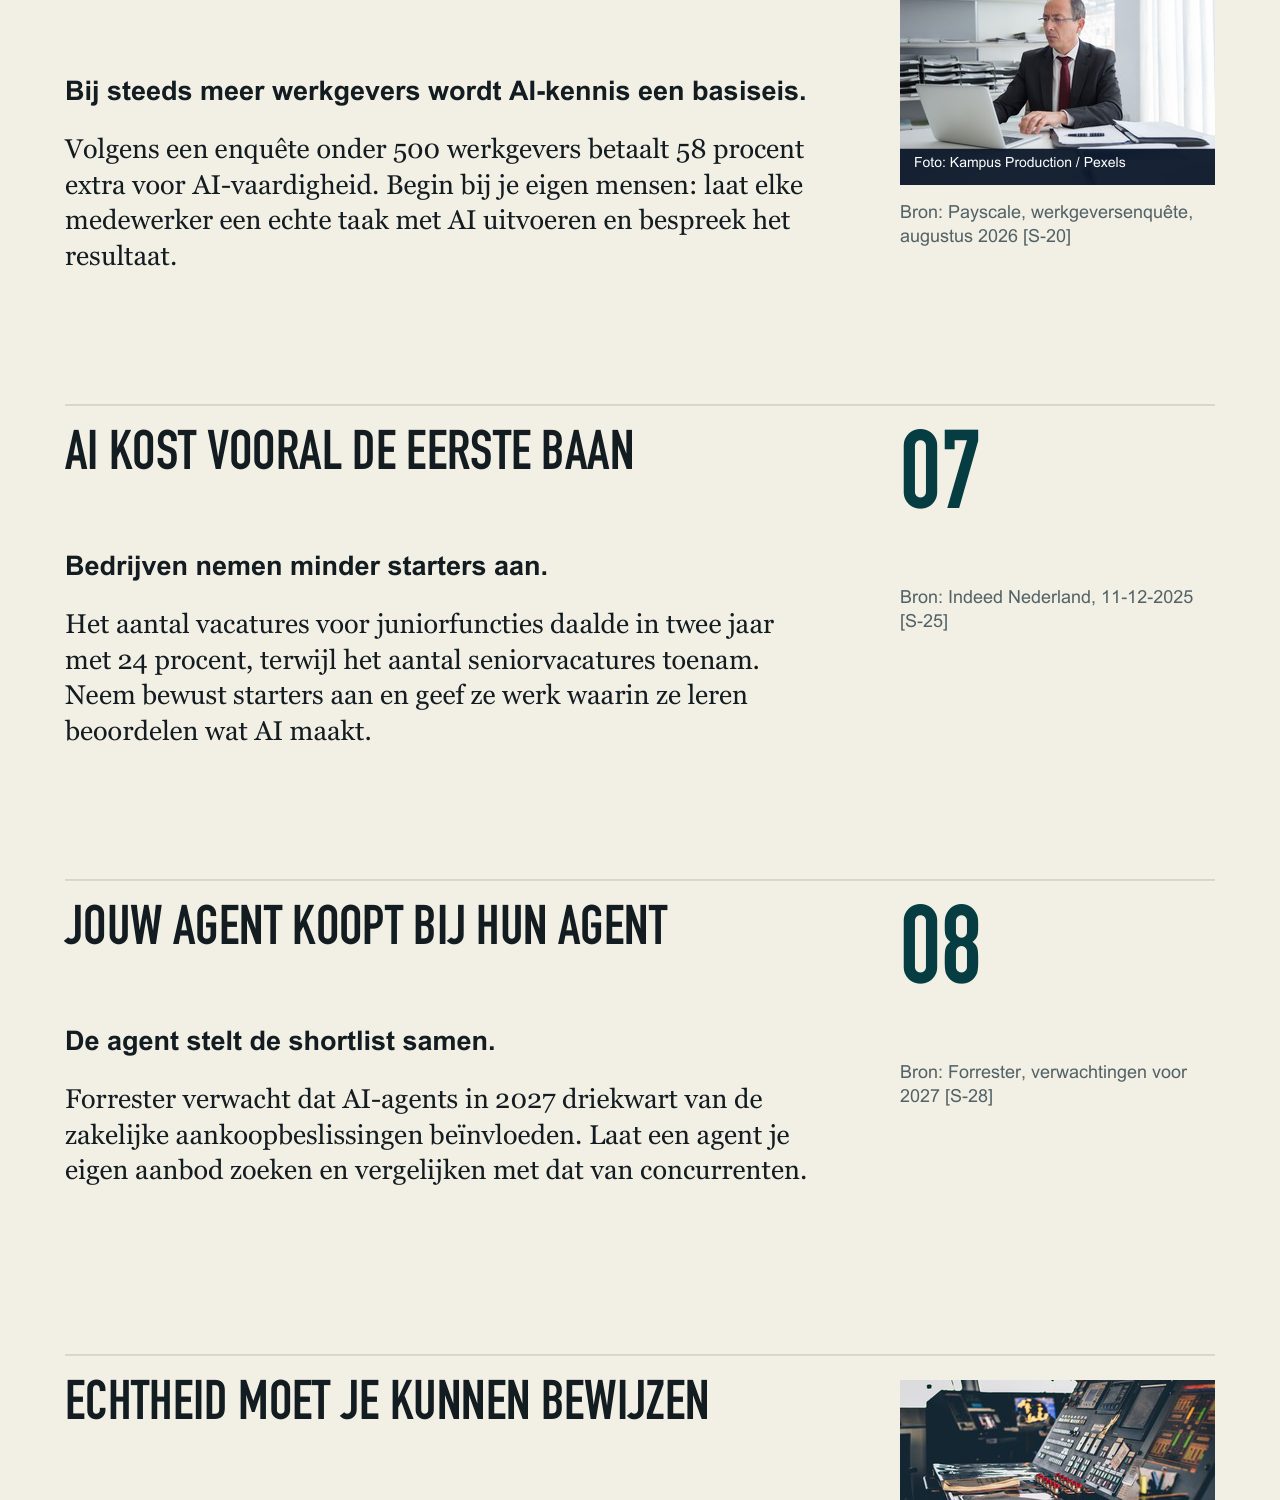 Bij steeds meer werkgevers wordt AI-kennis een basiseis.
Volgens een enquête onder 500 werkgevers betaalt 58 procent
extra voor AI-vaardigheid. Begin bij je eigen mensen: laat elke
medewerker een echte taak met AI uitvoeren en bespreek het
resultaat.
Foto: Kampus Production / Pexels
Bron: Payscale, werkgeversenquête,
augustus 2026 [S-20]
AI KOST VOORAL DE EERSTE BAAN
07
Bedrijven nemen minder starters aan.
Het aantal vacatures voor juniorfuncties daalde in twee jaar
met 24 procent, terwijl het aantal seniorvacatures toenam.
Neem bewust starters aan en geef ze werk waarin ze leren
beoordelen wat AI maakt.
Bron: Indeed Nederland, 11-12-2025
[S-25]
JOUW AGENT KOOPT BIJ HUN AGENT
08
De agent stelt de shortlist samen.
Forrester verwacht dat AI-agents in 2027 driekwart van de
zakelijke aankoopbeslissingen beïnvloeden. Laat een agent je
eigen aanbod zoeken en vergelijken met dat van concurrenten.
Bron: Forrester, verwachtingen voor
2027 [S-28]
ECHTHEID MOET JE KUNNEN BEWIJZEN